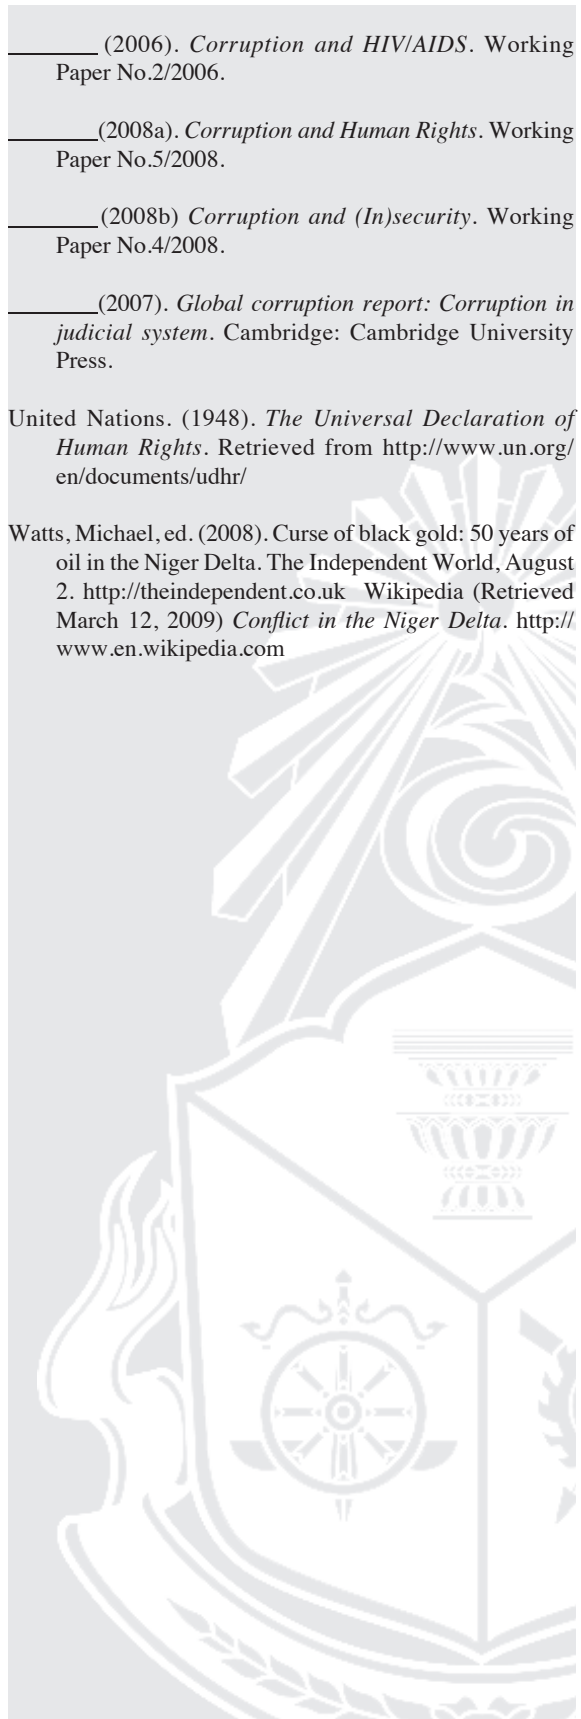 ________ (2006). Corruption and HIV/AIDS. Working
Paper No.2/2006.
________(2008a). Corruption and Human Rights. Working
Paper No.5/2008.
________ (2008b) Corruption and (In)security. Working
Paper No.4/2008.
________(2007). Global corruption report: Corruption in
judicial system. Cambridge: Cambridge University
Press.
United Nations. (1948). The Universal Declaration of
Human Rights. Retrieved from http://www.un.org/
en/documents/udhr/
Watts, Michael, ed. (2008). Curse of black gold: 50 years of
oil in the Niger Delta. The Independent World, August
2. http://theindependent.co.uk Wikipedia (Retrieved
March 12, 2009) Conflict in the Niger Delta. http://
www.en.wikipedia.com